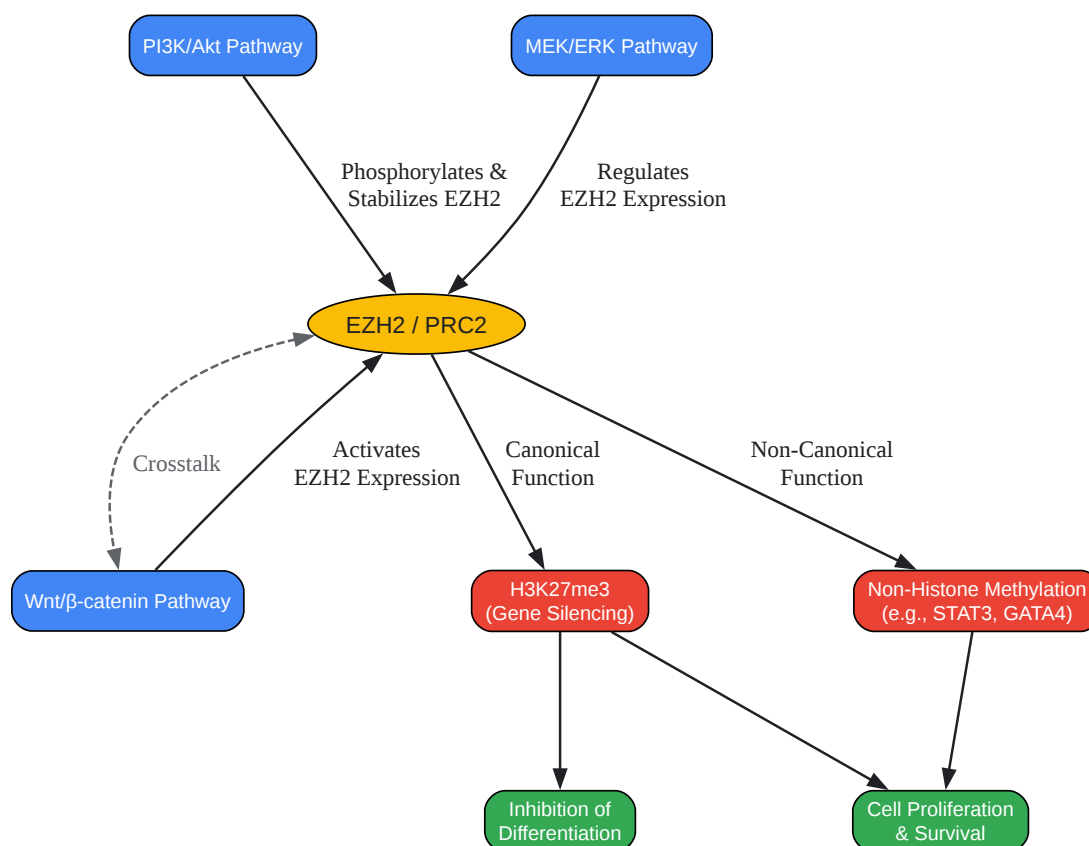 PI3K/Akt Pathway
MEK/ERK Pathway
Phosphorylates &
Stabilizes EZH2
Regulates
EZH2 Expression
EZH2 / PRC2
Crosstalk
Activates
EZH2 Expression
Canonical
Function
Non-Canonical
Function
Wnt/β-catenin Pathway
H3K27me3
(Gene Silencing)
Non-Histone Methylation
(e.g., STAT3, GATA4)
Inhibition of
Differentiation
Cell Proliferation
& Survival